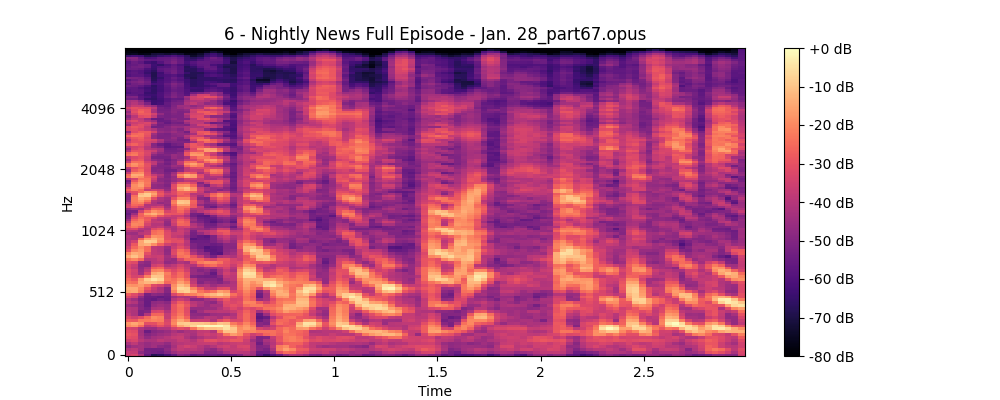 6 - Nightly News Full Episode - Jan. 28_part67.opus
4096
2048
1024
512
0
Hz
0
0.5
1
1.5
2
2.5
Time
+0 dB
-10 dB
-20 dB
-30 dB
-40 dB
-50 dB
-60 dB
-70 dB
-80 dB